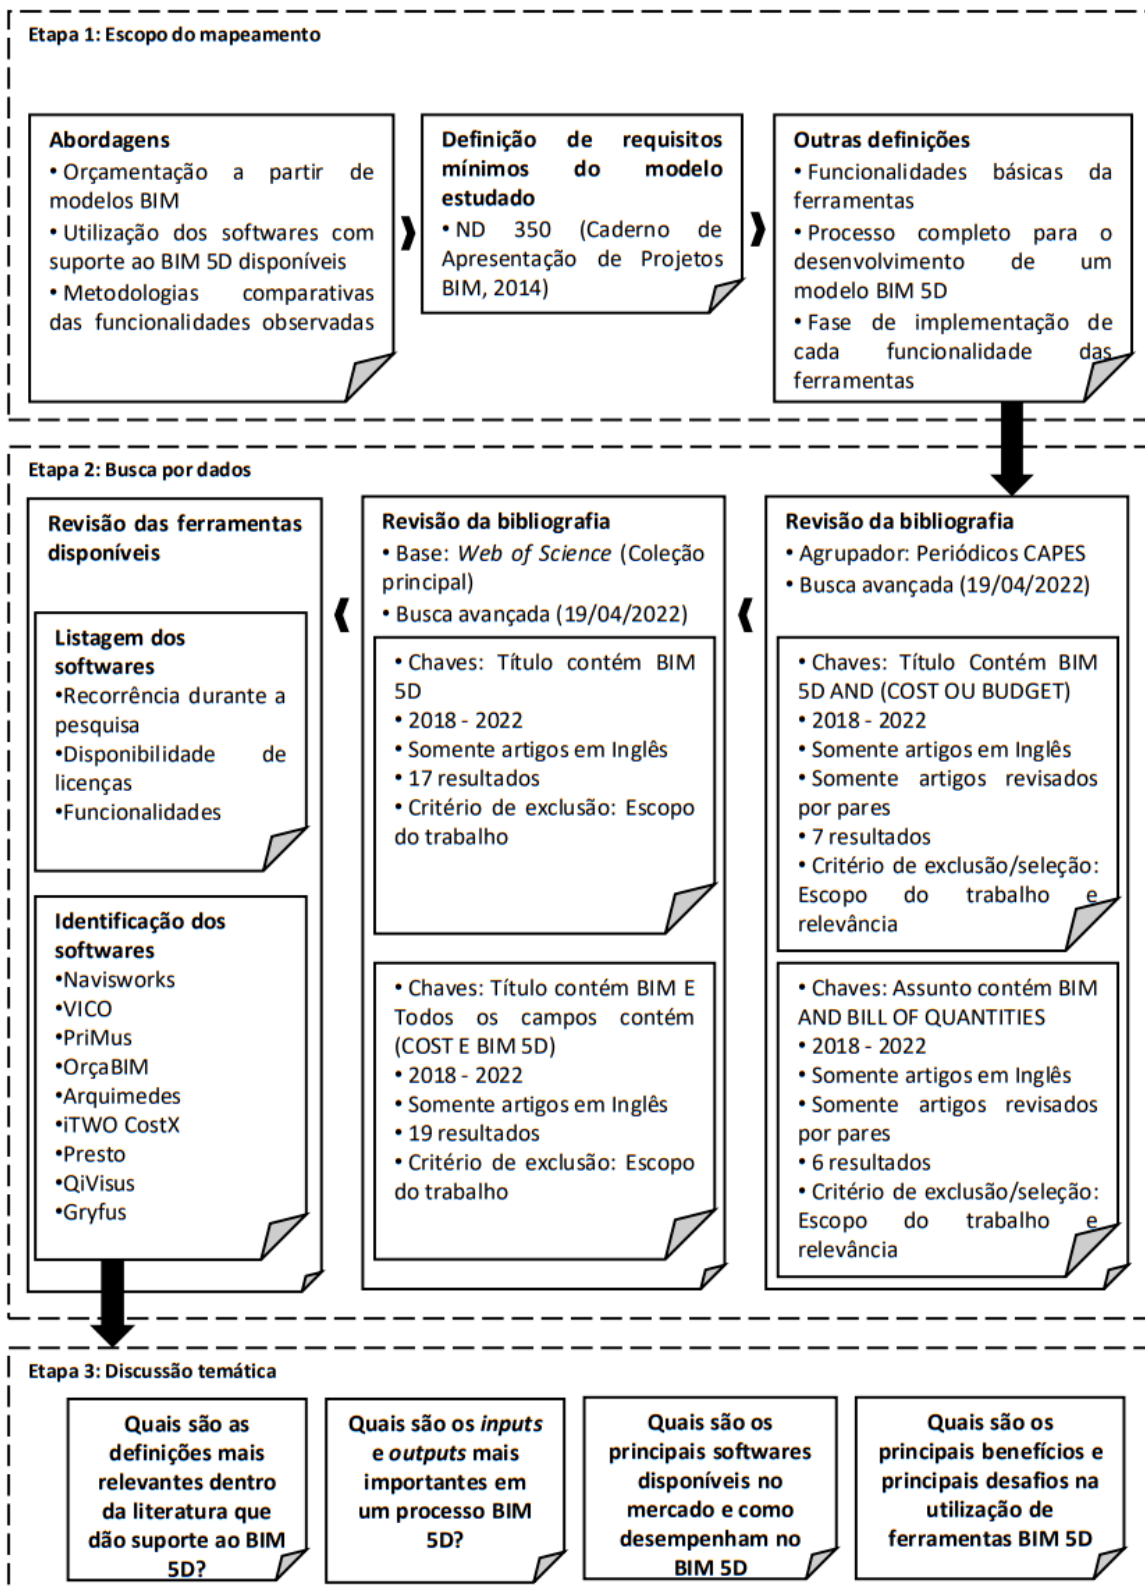 Etapa 1: Escopo do mapeamento
Abordagens
• Orçamentação a partir de
modelos BIM
• Utilização dos softwares com
suporte ao BIM 5D disponíveis
• Metodologias comparativas
das funcionalidades observadas
Definição de requisitos
mínimos do modelo
estudado
• ND 350 (Caderno de
Apresentação de Projetos
BIM, 2014)
Outras definições
• Funcionalidades básicas da
ferramentas
• Processo completo para o
desenvolvimento de um
modelo BIM 5D
• Fase de implementação de
cada funcionalidade das
ferramentas
Etapa 2: Busca por dados
Revisão da bibliografia
• Agrupador: Periódicos CAPES
• Busca avançada (19/04/2022)
• Chaves: Título Contém BIM
5D AND (COST OU BUDGET)
• 2018 - 2022
• Somente artigos em Inglês
• Somente artigos revisados
por pares
• 7 resultados
• Critério de exclusão/seleção:
Escopo do trabalho e
relevância
• Chaves: Assunto contém BIM
AND BILL OF QUANTITIES
• 2018 - 2022
• Somente artigos em Inglês
• Somente artigos revisados
por pares
• 6 resultados
• Critério de exclusão/seleção:
Escopo do trabalho e
relevância
Revisão da bibliografia
• Base: Web of Science (Coleção
principal)
• Busca avançada (19/04/2022)
• Chaves: Título contém BIM
5D
• 2018 - 2022
• Somente artigos em Inglês
• 17 resultados
• Critério de exclusão: Escopo
do trabalho
• Chaves: Título contém BIM E
Todos os campos contém
(COST E BIM 5D)
• 2018 - 2022
• Somente artigos em Inglês
• 19 resultados
• Critério de exclusão: Escopo
do trabalho
Revisão das ferramentas
disponíveis
Listagem dos
softwares
•Recorrência durante a
pesquisa
•Disponibilidade de
licenças
•Funcionalidades
Identificação dos
softwares
•Navisworks
•VICO
•PriMus
•OrçaBIM
•Arquimedes
•iTWO CostX
•Presto
•QiVisus
•Gryfus
Etapa 3: Discussão temática
Quais são as
definições mais
relevantes dentro
da literatura que
dão suporte ao BIM
5D?
Quais são os inputs
e outputs mais
importantes em
um processo BIM
5D?
Quais são os
principais softwares
disponíveis no
mercado e como
desempenham no
BIM 5D
Quais são os
principais benefícios e
principais desafios na
utilização de
ferramentas BIM 5D